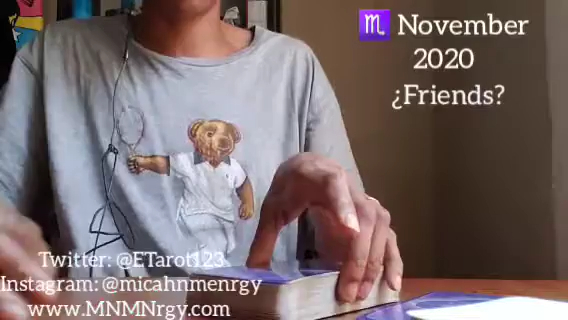 ♏ November
2020
¿Friends?
Twitter: @ETarot123
Instagram: @micahnmenrgy
www.MNMNrgy.com